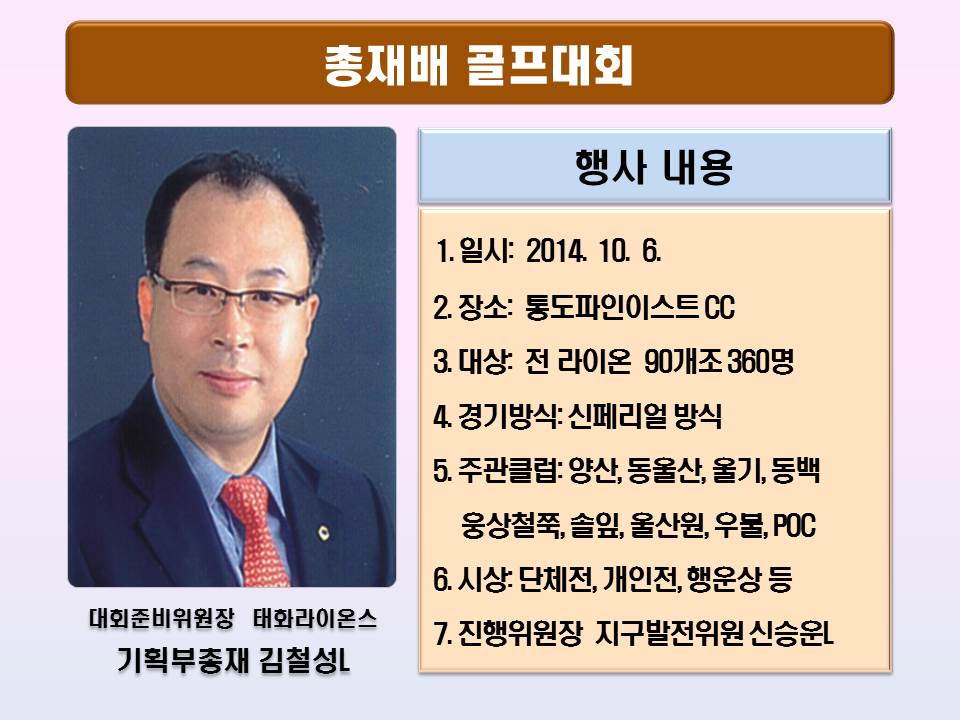 총재배 골프대회
행사 내용
1. 일시: 2014. 10. 6.
2. 장소: 통도파인이스트 CC
3. 대상: 전 라이온 90개조 360명
4. 경기방식: 신페리얼 방식
5. 주관클럽: 양산, 동울산, 울기, 동백
웅상철쭉, 솔잎, 울산원, 우불, POC
6. 시상: 단체전, 개인전, 행운상 등
7. 진행위원장 지구발전위원 신승운L
대회준비위원장 태화라이온스
기획부총재 김철성L